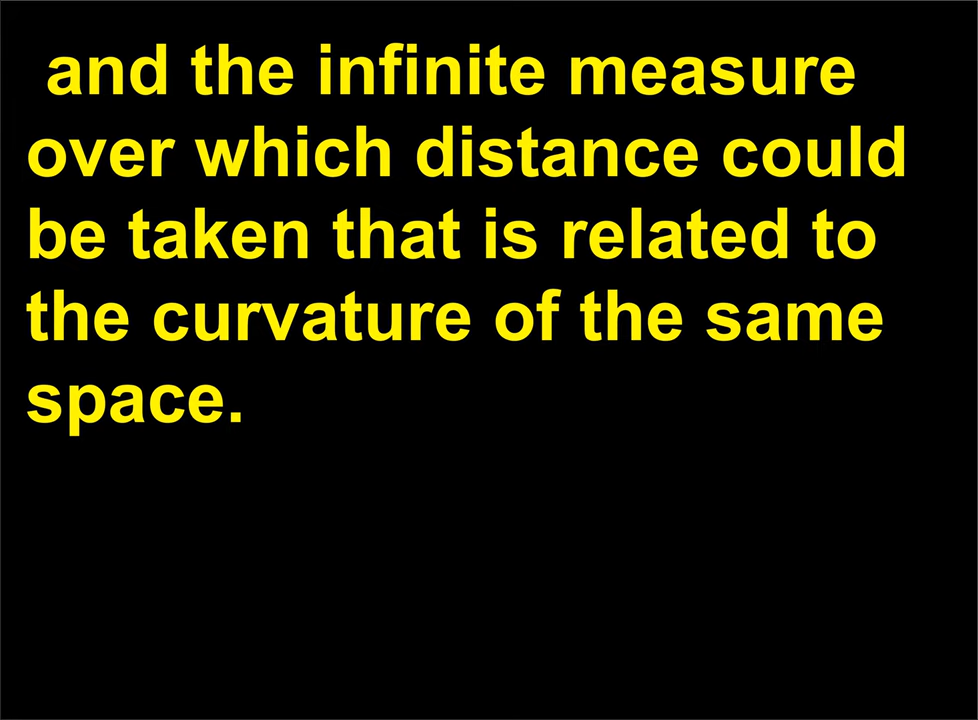 and the infinite measure
over which distance could
be taken that is related to
the curvature of the same
space.